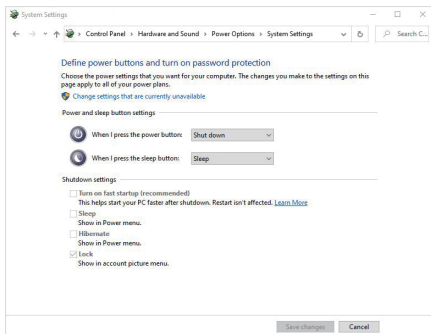 System Settings
Control Panel > Hardware and Sound > Power Options > System Settings
Search C...
Define power buttons and turn on password protection
Choose the power settings that you want for your computer. The changes you make to the settings on this
page apply to all of your power plans.
Change settings that are currently unavailable
Power and sleep button settings
When I press the power button: Shut down
When I press the sleep button: Sleep
Shutdown settings
Turn on fast startup (recommended)
This helps start your PC faster after shutdown. Restart isn't affected. Learn More
Sleep
Show in Power menu.
Hibernate
Show in Power menu.
Lock
Show in account picture menu.
Save changes Cancel